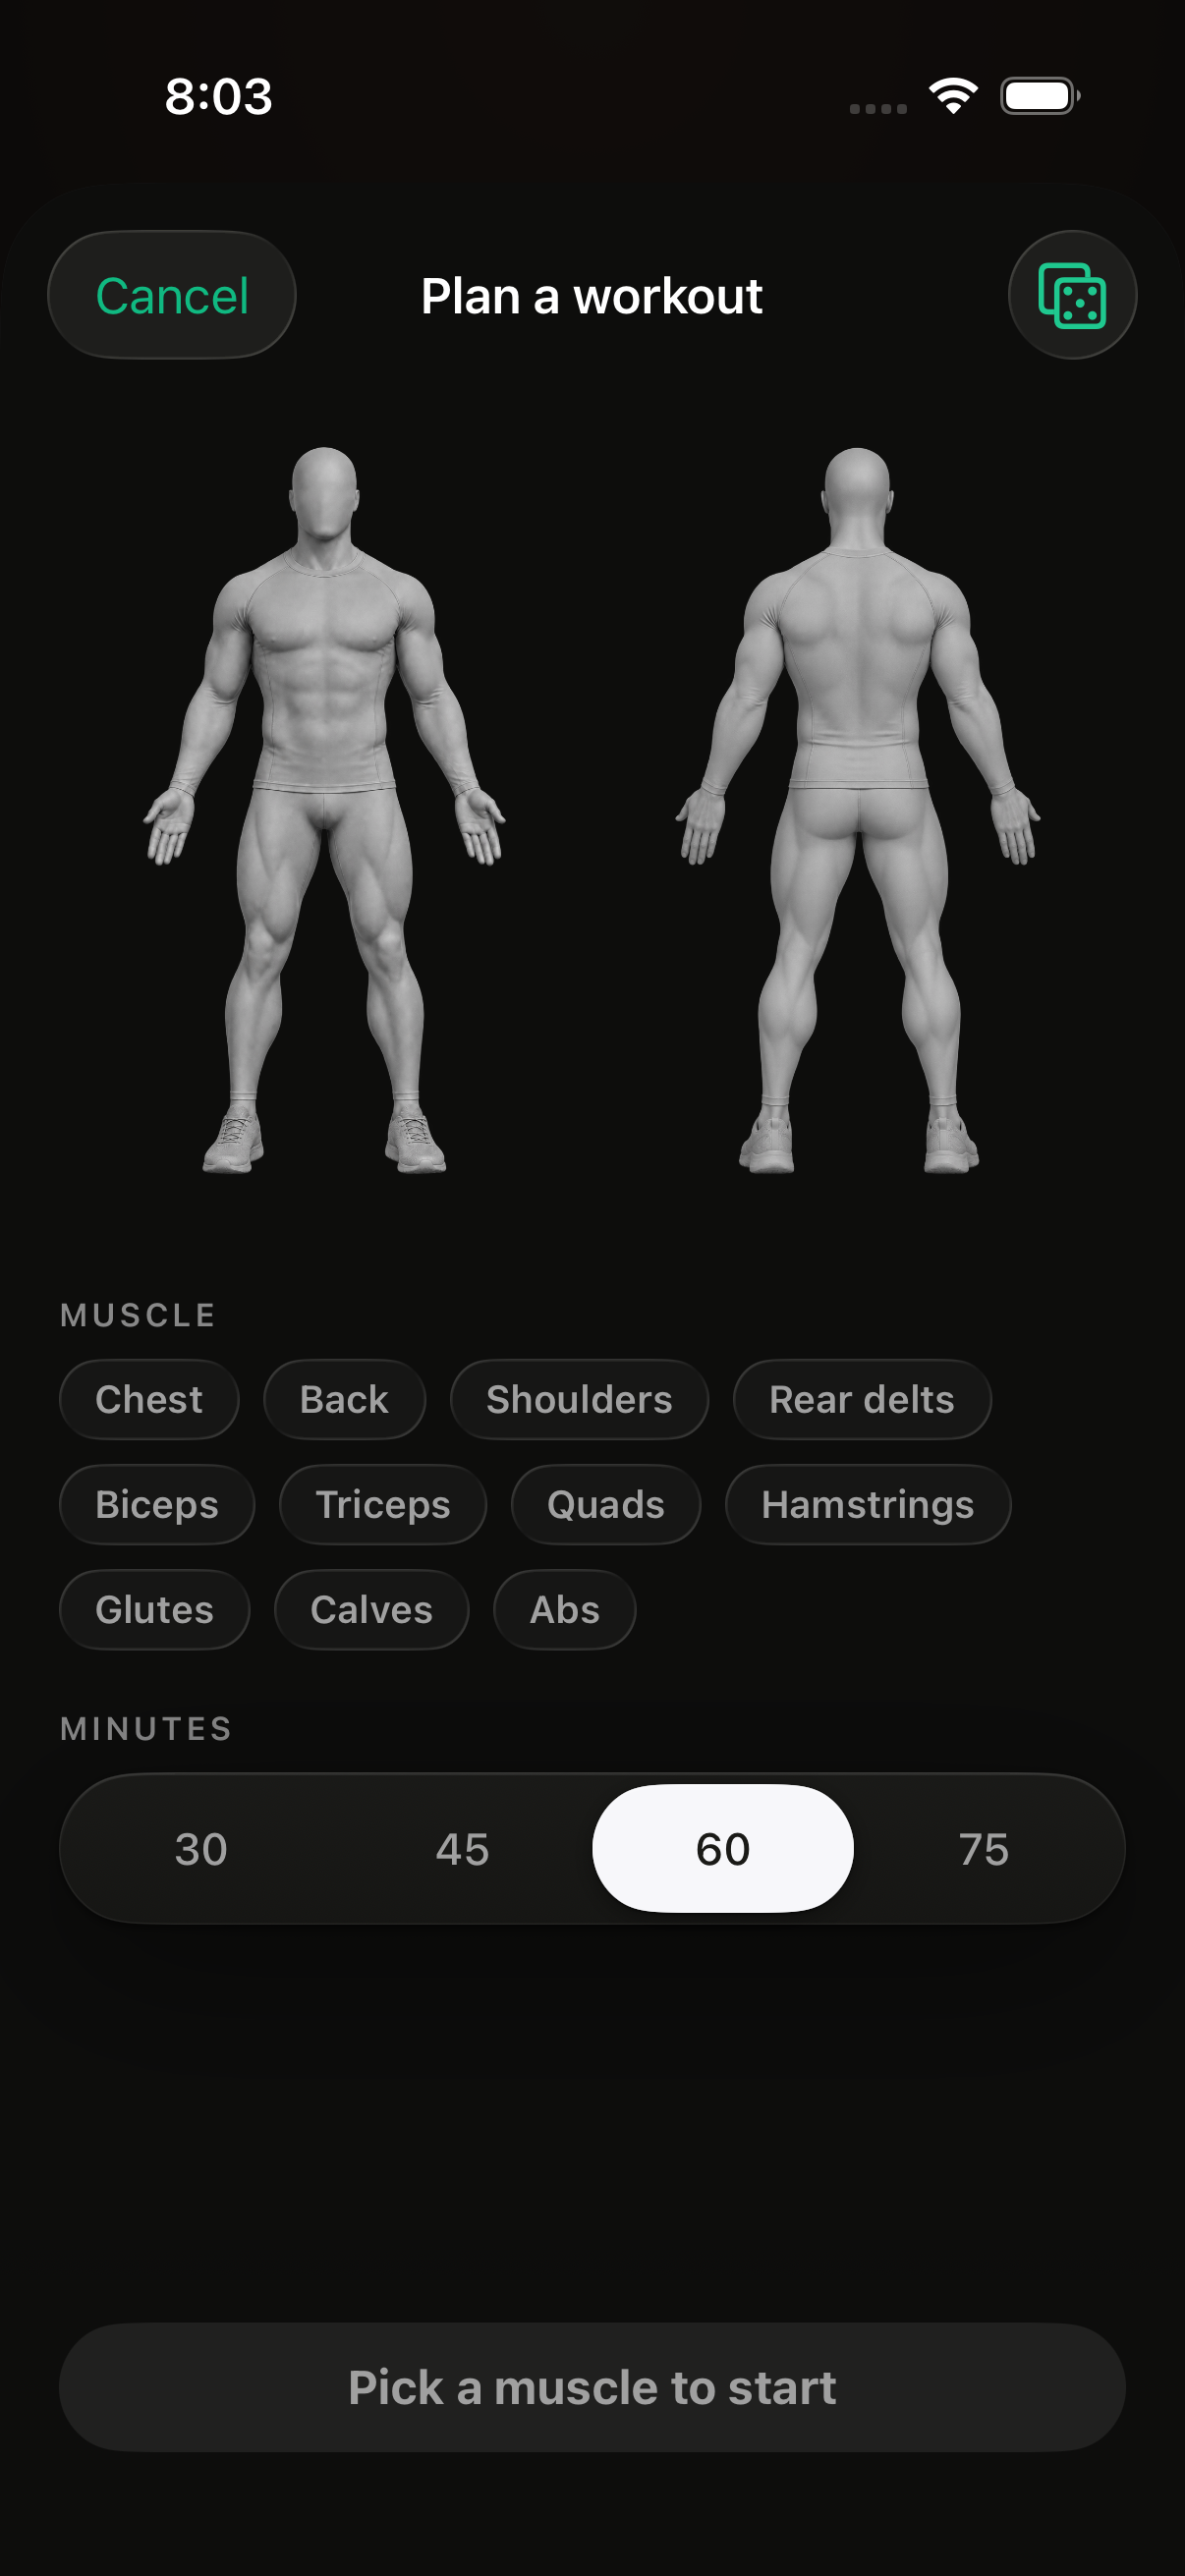 8:03
Cancel
Plan a workout
MUSCLE
Chest Back Shoulders Rear delts
Biceps Triceps Quads Hamstrings
Glutes Calves Abs
MINUTES
30 45 60 75
Pick a muscle to start